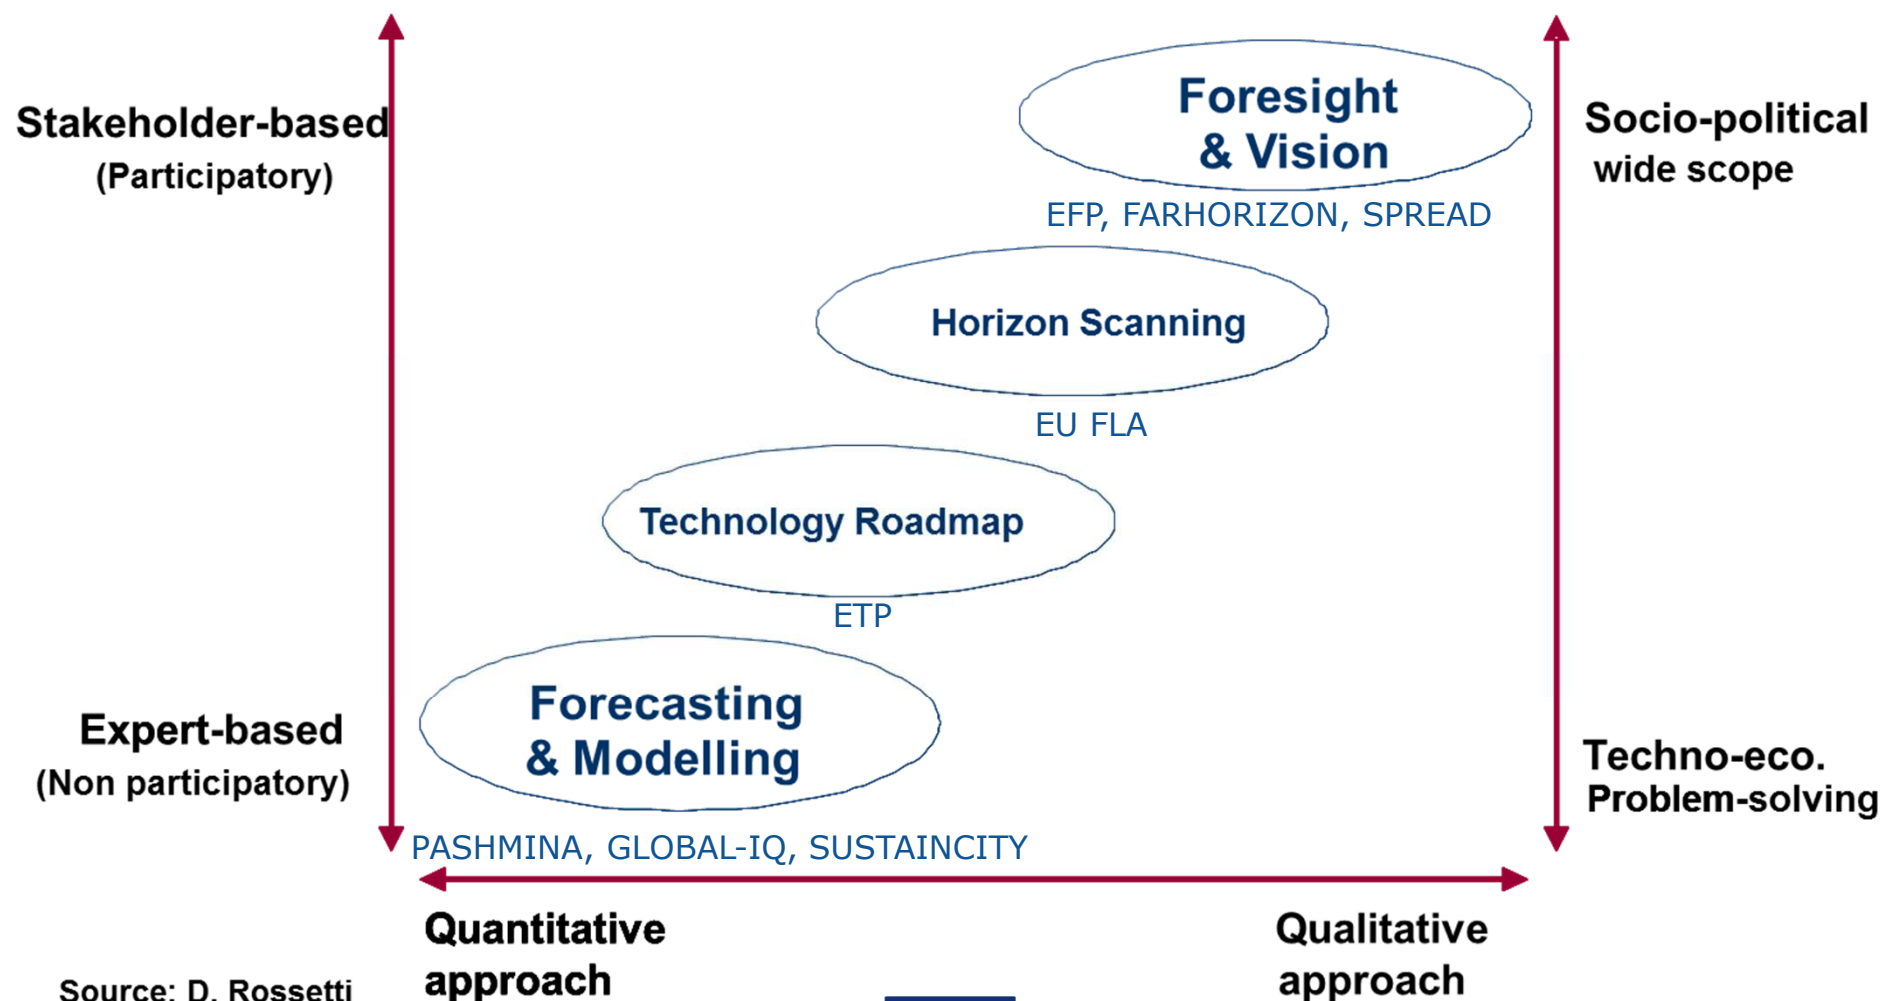 Foresight
& Vision
Stakeholder-based
(Participatory)
Socio-political
wide scope
EFP, FARHORIZON, SPREAD
Horizon Scanning
EU FLA
Technology Roadmap
ETP
Forecasting
& Modelling
Expert-based
(Non participatory)
Techno-eco.
Problem-solving
PASHMINA, GLOBAL-IQ, SUSTAINCITY
Quantitative
approach
Qualitative
approach
Source: D. Rossetti